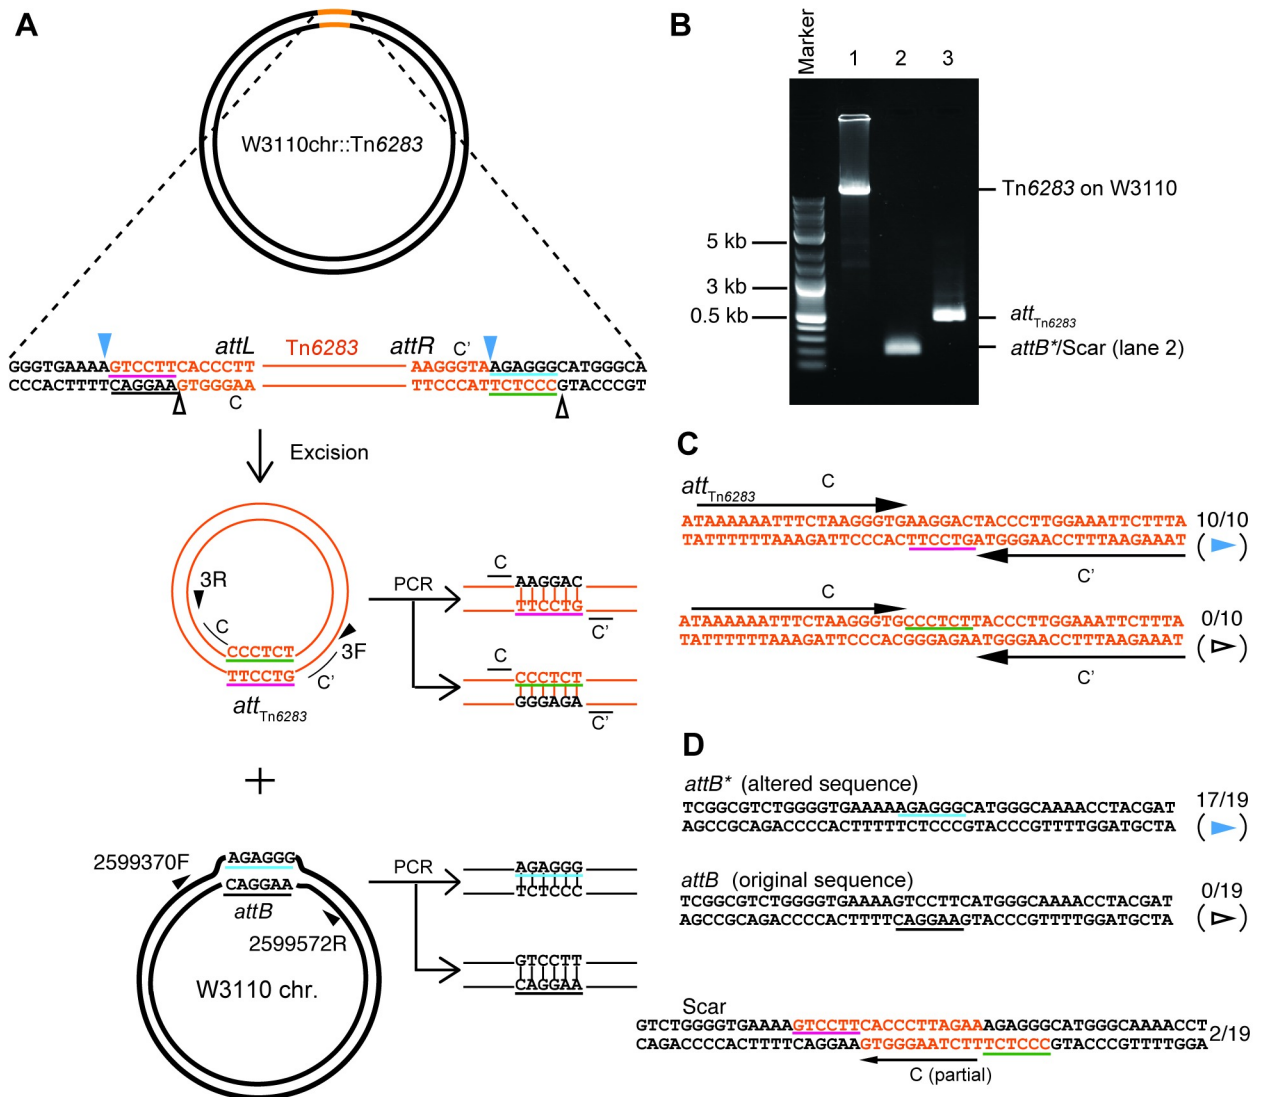 A
W3110chr::Tn6283
attL Tn6283 attR C'
GGGTGAAAAGTCCTTCACCCTT AAGGGTAAGAGGGCATGGGCA
CCCACTTTTCAGGAAGTGGGAA TTCCCATTCTCCCGTACCCGT
C
Excision
3R
C
CCCTCT
TTCCTG
3F
C'
attTn6283
PCR
C
AAGGAC
TTCCTG
C'
C
CCCTCT
GGGAGA
C'
+
2599370F
AGAGGG
CAGGAA
attB
2599572R
W3110 chr.
PCR
AGAGGG
TCTCCC
GTCCTT
CAGGAA
B
Marker 1 2 3
Tn6283 on W3110
5 kb
3 kb
0.5 kb
attTn6283
attB*/Scar (lane 2)
C
attTn6283
C
ATAAAAAATTTCTAAGGGTGAAGGACTACCCTTGGAAATTCTTTA
TATTTTTTAAAGATTCCCACTTCCTGATGGGAACCTTTAAGAAAT
C'
10/10
( )
C
ATAAAAAATTTCTAAGGGTGCCCTCTTACCCTTGGAAATTCTTTA
TATTTTTTAAAGATTCCCACGGGAGAATGGGAACCTTTAAGAAAT
C'
0/10
( )
D
attB* (altered sequence)
TCGGCGTCTGGGGTGAAAAAGAGGGCATGGGCAAAACCTACGAT
AGCCGCAGACCCCACTTTTTCTCCCGTACCCGTTTTGGATGCTA
17/19
( )
attB (original sequence)
TCGGCGTCTGGGGTGAAAAGTCCTTCATGGGCAAAACCTACGAT
AGCCGCAGACCCCACTTTTCAGGAAGTACCCGTTTTGGATGCTA
0/19
( )
Scar
GTCTGGGGTGAAAAGTCCTTCACCCTTAGAAAGAGGGCATGGGCAAAACCT
CAGACCCCACTTTTCAGGAAGTGGGAATCTTTCTCCCGTACCCGTTTTGGA
2/19
C (partial)